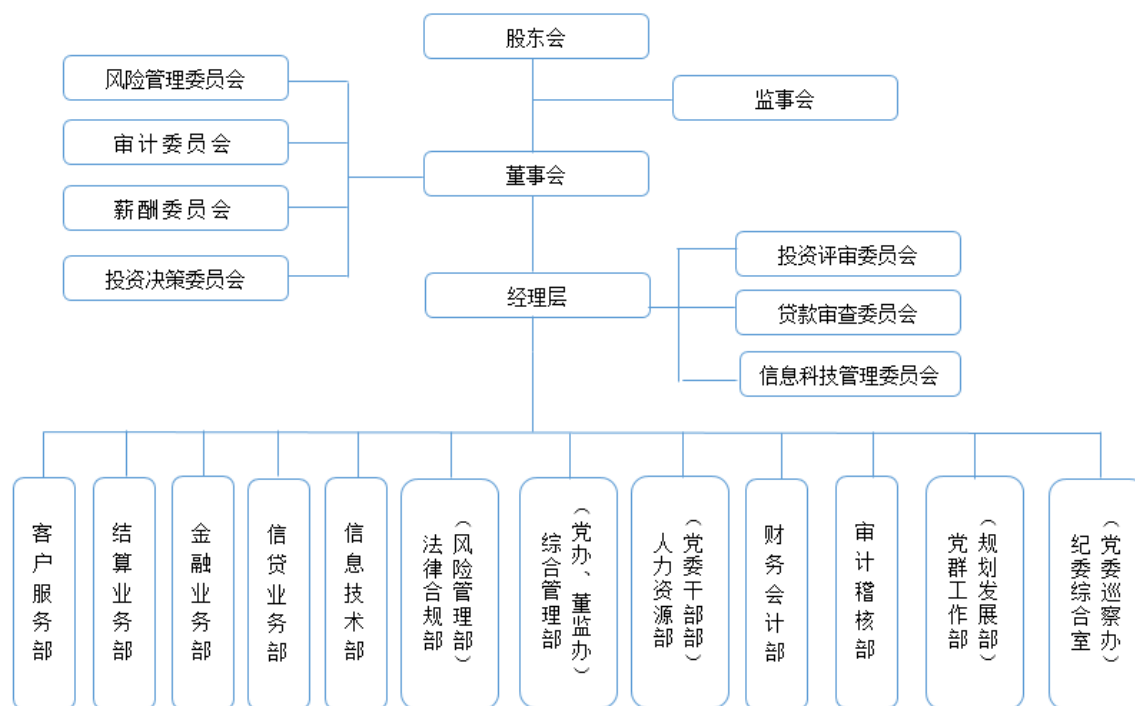 股东会
风险管理委员会
监事会
审计委员会
董事会
薪酬委员会
投资评审委员会
投资决策委员会
经理层
贷款审查委员会
信息科技管理委员会
客户服务部
结算业务部
金融业务部
信贷业务部
信息技术部
法律合规部
（风险管理部）
综合管理部
（党办、董监办）
人力资源部
（党委干部部）
财务会计部
审计稽核部
党群工作部
（规划发展部）
纪委综合室
（党委巡察办）